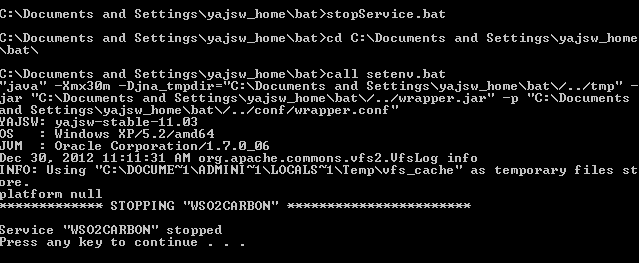 C:\Documents and Settings\yajsw_home\bat>stopService.bat
C:\Documents and Settings\yajsw_home\bat>cd C:\Documents and Settings\yajsw_home
\bat\
C:\Documents and Settings\yajsw_home\bat>call setenv.bat
"java" -Xmx30m -Djna_tmpdir="C:\Documents and Settings\yajsw_home\bat\/../tmp" -
jar "C:\Documents and Settings\yajsw_home\bat\/../wrapper.jar" -p "C:\Documents
and Settings\yajsw_home\bat\/../conf/wrapper.conf"
YAJSW: yajsw-stable-11.03
OS   : Windows XP/5.2/amd64
JVM  : Oracle Corporation/1.7.0_06
Dec 30, 2012 11:11:31 AM org.apache.commons.vfs2.VfsLog info
INFO: Using "C:\DOCUME~1\ADMINI~1\LOCALS~1\Temp\vfs_cache" as temporary files st
ore.
platform null
************* STOPPING "WSO2CARBON" ***********************
Service "WSO2CARBON" stopped
Press any key to continue . . .